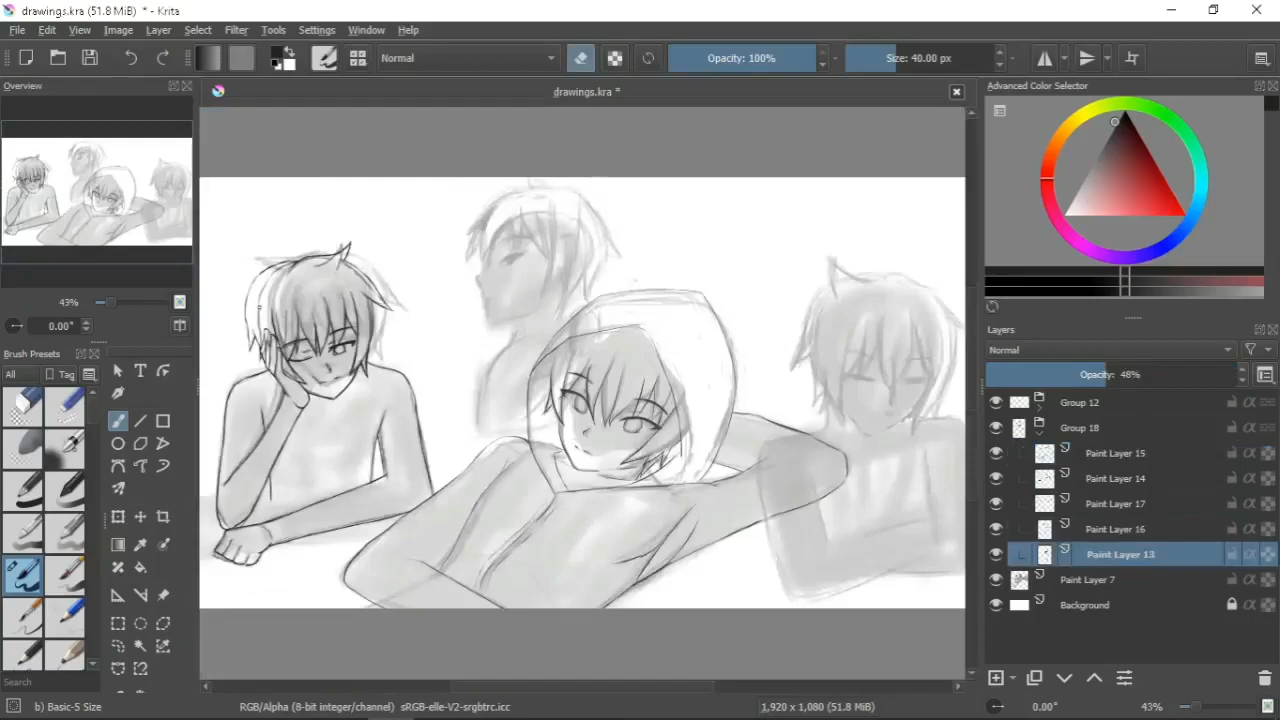 drawings.kra (51.8 MiB) * - Krita
File Edit View Image Layer Select Filter Tools Settings Window Help
Normal
Opacity: 100%
Size: 40.00 px
Overview
drawings.kra *
Advanced Color Selector
43%
0.00°
Brush Presets
All
Tag
T
Search
Layers
Normal
Opacity: 48%
Group 12
Group 18
Paint Layer 15
Paint Layer 14
Paint Layer 17
Paint Layer 16
Paint Layer 13
Paint Layer 7
Background
b) Basic-5 Size
RGB/Alpha (8-bit integer/channel) sRGB-elle-V2-srgbtrc.icc
1,920 x 1,080 (51.8 MiB)
0.00°
43%